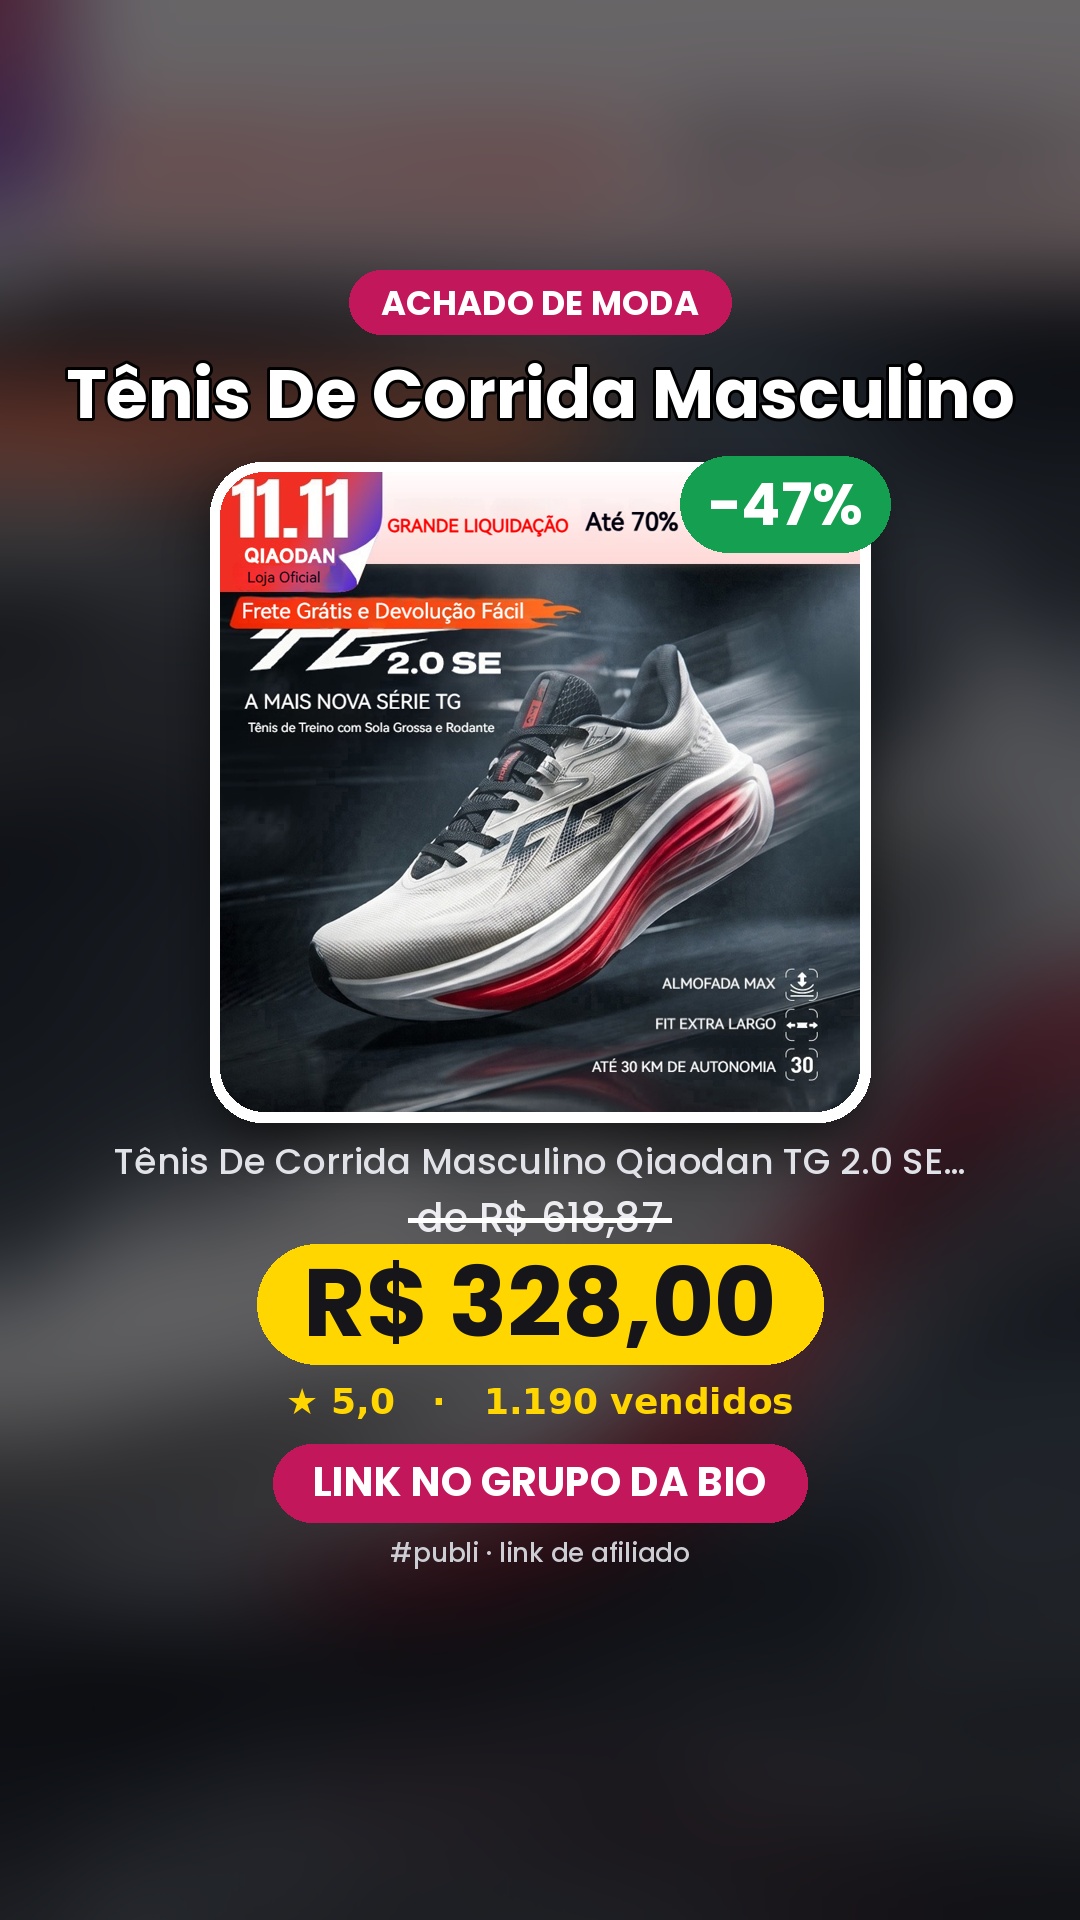 ACHADO DE MODA
Tênis De Corrida Masculino
-47%
11.11
QIAODAN
Loja Oficial
GRANDE LIQUIDAÇÃO Até 70%
Frete Grátis e Devolução Fácil
TG 2.0 SE
A MAIS NOVA SÉRIE TG
Tênis de Treino com Sola Grossa e Rodante
TG
ALMOFADA MAX
FIT EXTRA LARGO
ATÉ 30 KM DE AUTONOMIA 30
Tênis De Corrida Masculino Qiaodan TG 2.0 SE...
de R$ 618,87
R$ 328,00
★ 5,0 · 1.190 vendidos
LINK NO GRUPO DA BIO
#publi · link de afiliado